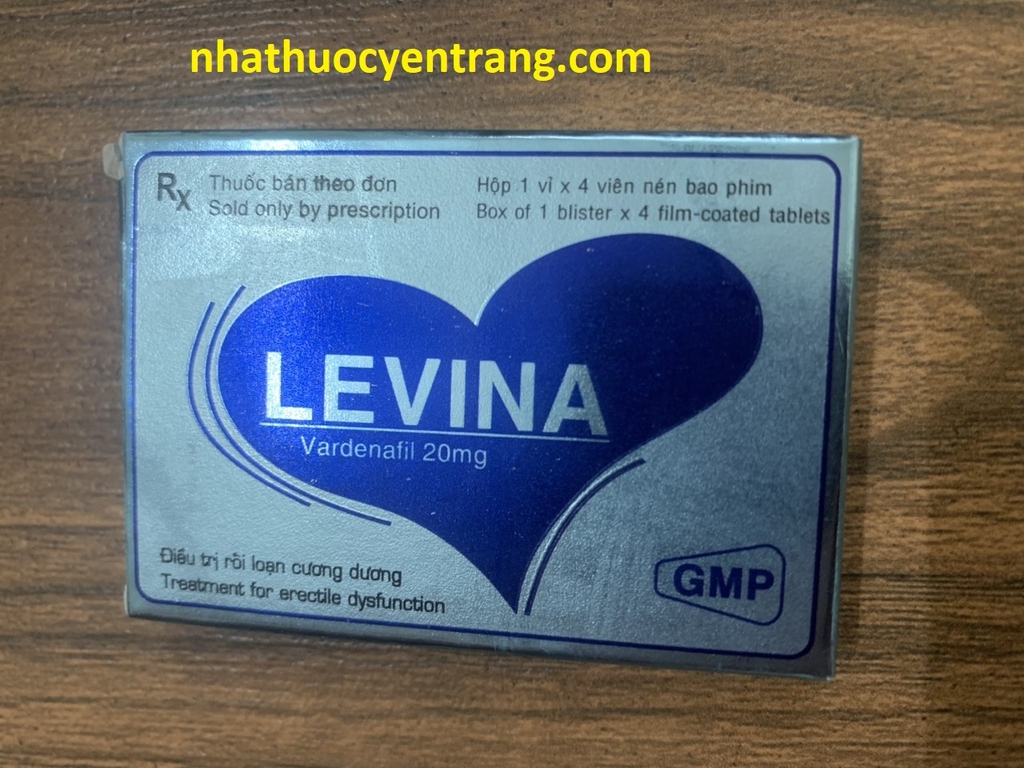 nhathuocyentrang.com
Rx Thuốc bán theo đơn
Sold only by prescription
Hộp 1 vỉ x 4 viên nén bao phim
Box of 1 blister x 4 film-coated tablets
LEVINA
Vardenafil 20mg
Điều trị rối loạn cương dương
Treatment for erectile dysfunction
GMP